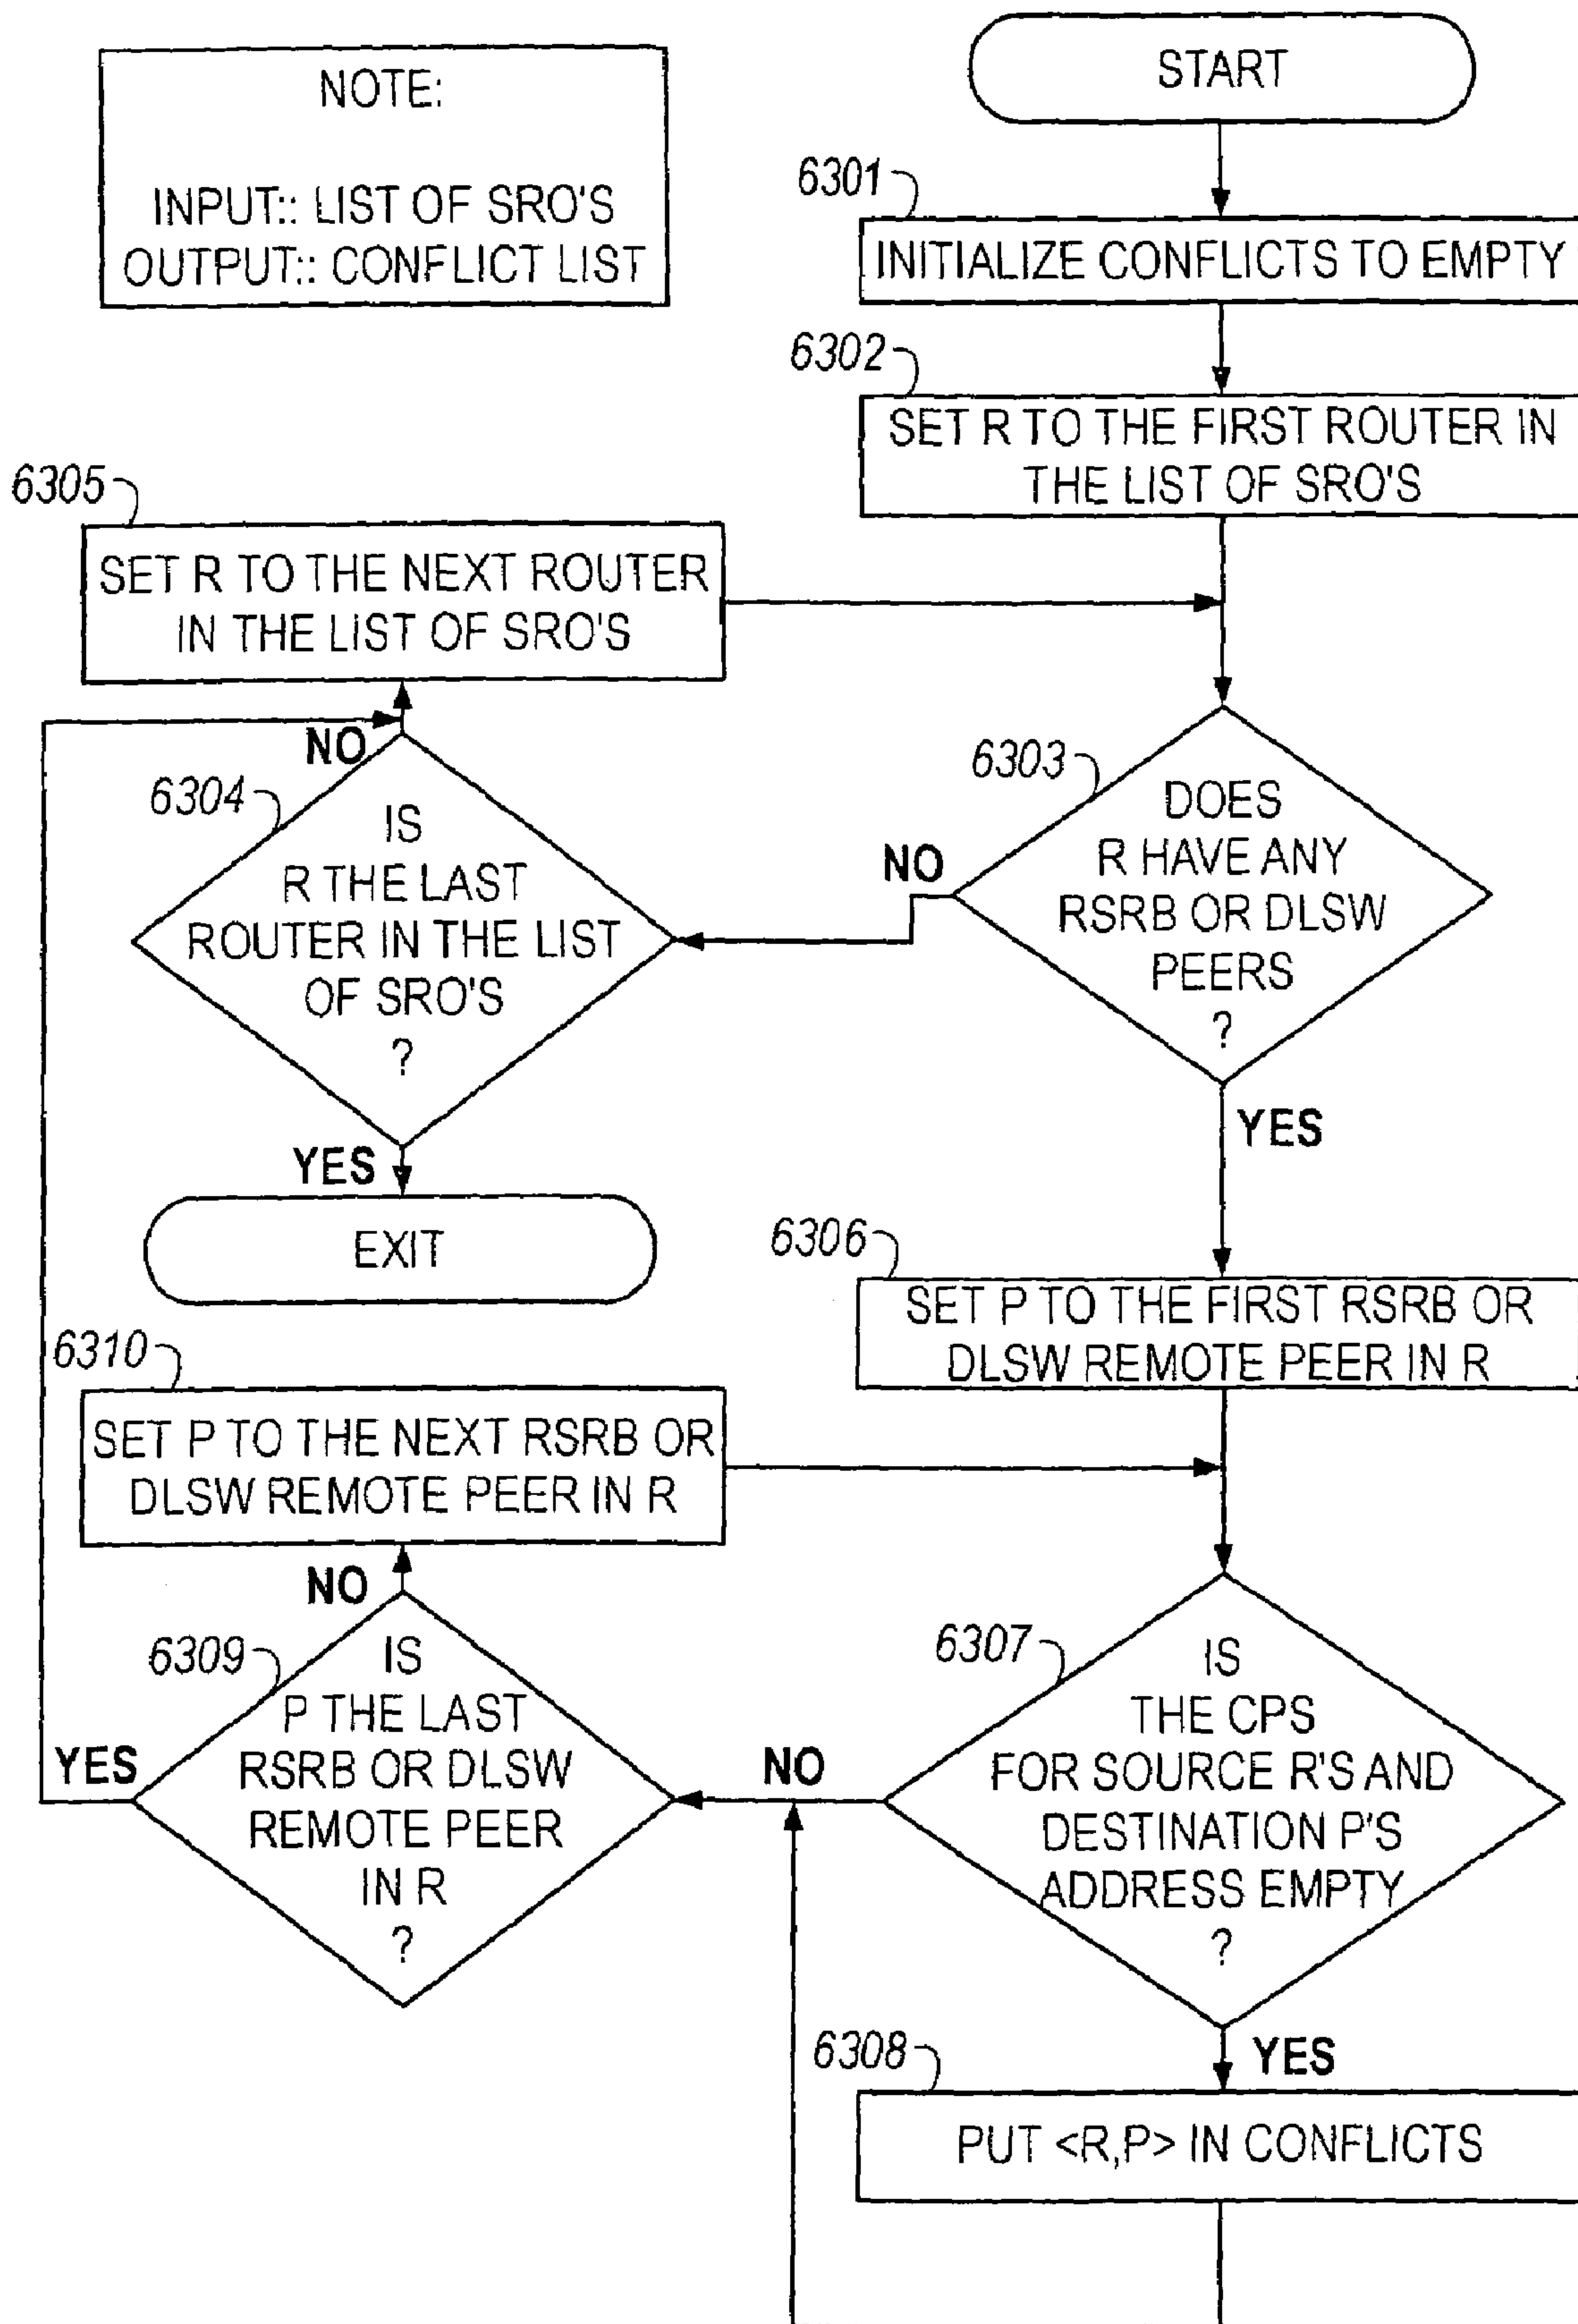 NOTE:
INPUT:: LIST OF SRO'S
OUTPUT:: CONFLICT LIST
START
6301
INITIALIZE CONFLICTS TO EMPTY
6302
SET R TO THE FIRST ROUTER IN
THE LIST OF SRO'S
6305
SET R TO THE NEXT ROUTER
IN THE LIST OF SRO'S
NO
6304
IS
R THE LAST
ROUTER IN THE LIST
OF SRO'S
?
YES
EXIT
6303
DOES
R HAVE ANY
RSRB OR DLSW
PEERS
?
NO
YES
6306
SET P TO THE FIRST RSRB OR
DLSW REMOTE PEER IN R
6310
SET P TO THE NEXT RSRB OR
DLSW REMOTE PEER IN R
NO
6309
IS
P THE LAST
RSRB OR DLSW
REMOTE PEER
IN R
?
YES
6307
IS
THE CPS
FOR SOURCE R'S AND
DESTINATION P'S
ADDRESS EMPTY
?
NO
YES
6308
PUT <R,P> IN CONFLICTS